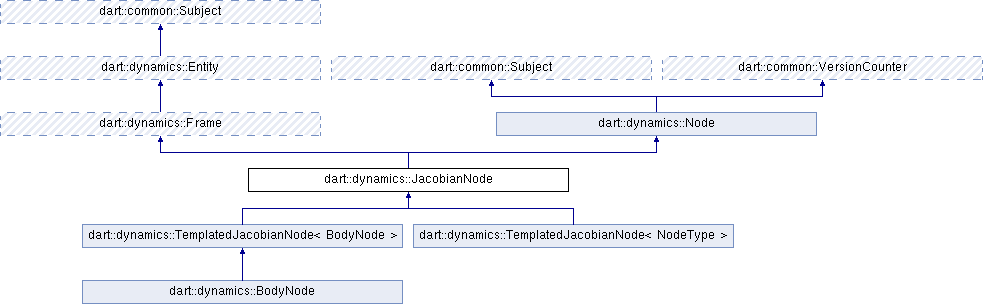 dart::common::Subject
dart::dynamics::Entity
dart::common::Subject
dart::common::VersionCounter
dart::dynamics::Frame
dart::dynamics::Node
dart::dynamics::JacobianNode
dart::dynamics::TemplatedJacobianNode< BodyNode >
dart::dynamics::TemplatedJacobianNode< NodeType >
dart::dynamics::BodyNode